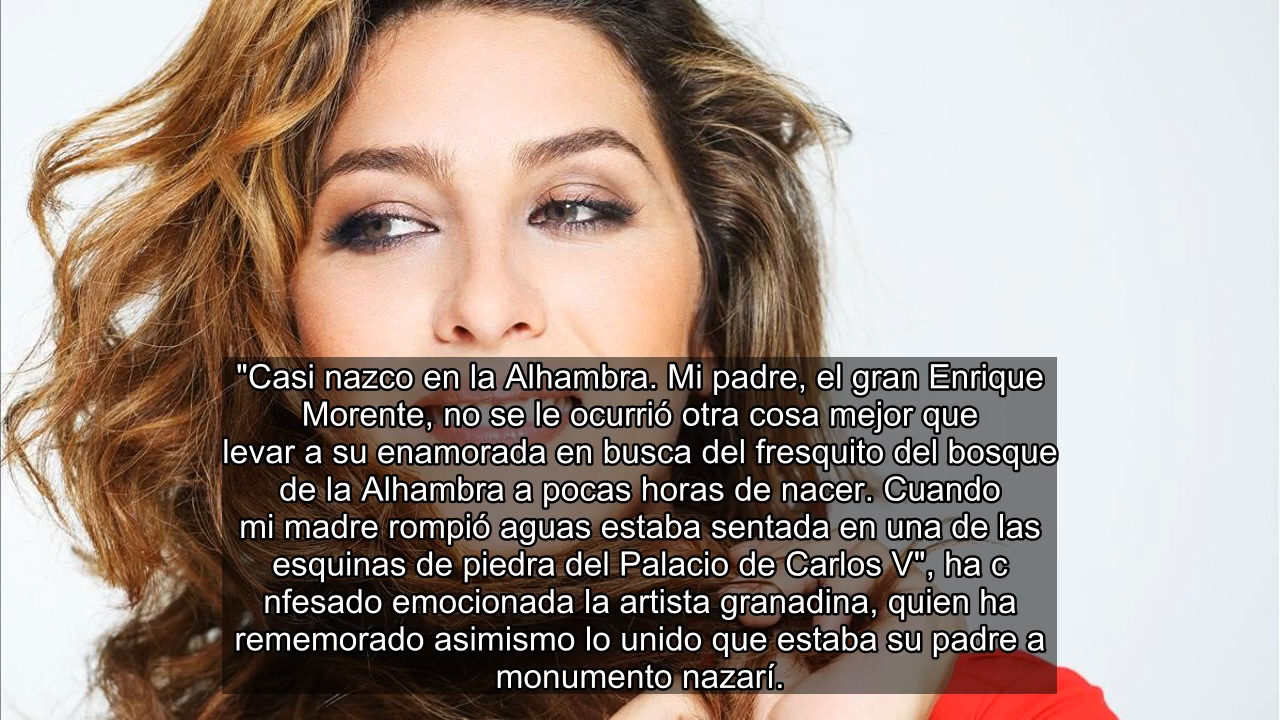 "Casi nazco en la Alhambra. Mi padre, el gran Enrique
Morente, no se le ocurrió otra cosa mejor que
levar a su enamorada en busca del fresquito del bosque
de la Alhambra a pocas horas de nacer. Cuando
mi madre rompió aguas estaba sentada en una de las
esquinas de piedra del Palacio de Carlos V", ha c
nfesado emocionada la artista granadina, quien ha
rememorado asimismo lo unido que estaba su padre a
monumento nazarí.